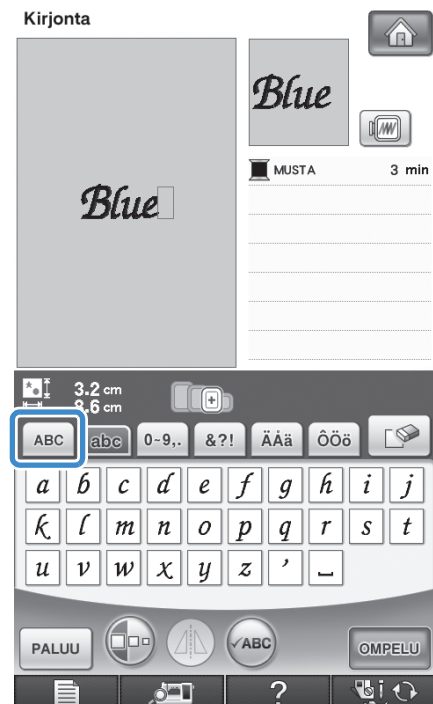 Kirjonta
Blue
Blue
MUSTA 3 min
3.2 cm
8.6 cm
ABC abc 0~9,. &?! ÄÅä ÔÖö
a b c d e f g h i j
k l m n o p q r s t
u v w x y z ’ ⎵
PALUU ✓ABC OMPELU
? i